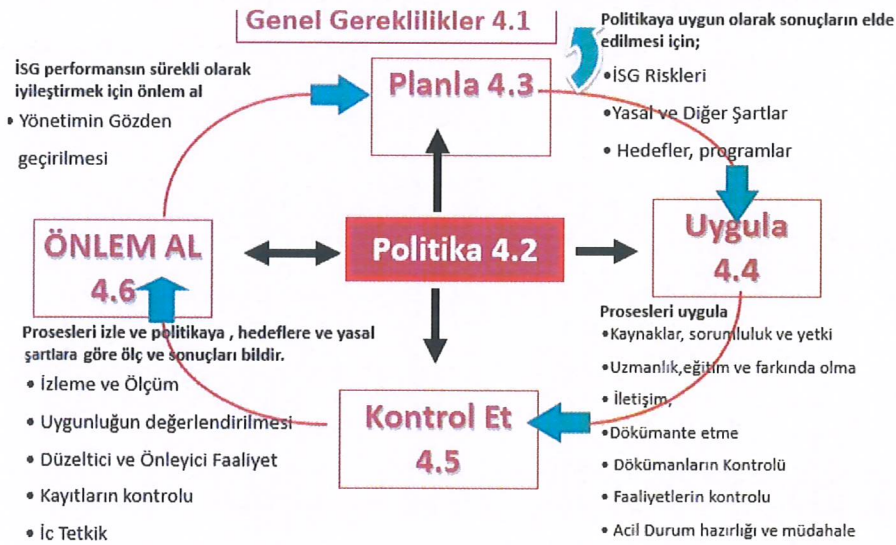 Genel Gereklilikler 4.1
Politikaya uygun olarak sonuçların elde
edilmesi için;
•İSG Riskleri
•Yasal ve Diğer Şartlar
• Hedefler, programlar
İSG performansın sürekli olarak
iyileştirmek için önlem al
• Yönetimin Gözden
geçirilmesi
Planla 4.3
ÖNLEM AL
4.6
Politika 4.2
Uygula
4.4
Prosesleri izle ve politikaya , hedeflere ve yasal
şartlara göre ölç ve sonuçları bildir.
• İzleme ve Ölçüm
• Uygunluğun değerlendirilmesi
• Düzeltici ve Önleyici Faaliyet
• Kayıtların kontrolu
• İç Tetkik
Kontrol Et
4.5
Prosesleri uygula
•Kaynaklar, sorumluluk ve yetki
•Uzmanlık,eğitim ve farkında olma
• İletişim,
•Dökümante etme
• Dökümanların Kontrolü
• Faaliyetlerin kontrolu
• Acil Durum hazırlığı ve müdahale